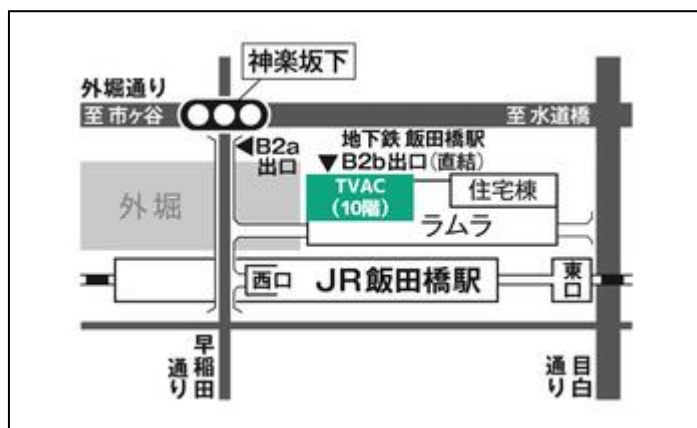 神楽坂下
外堀通り
至 市ヶ谷
至 水道橋
◀B2a
出口
地下鉄 飯田橋駅
▼B2b出口(直結)
TVAC
(10階)
住宅棟
ラムラ
外堀
西口
JR飯田橋駅
東口
早稲田通り
目白通り